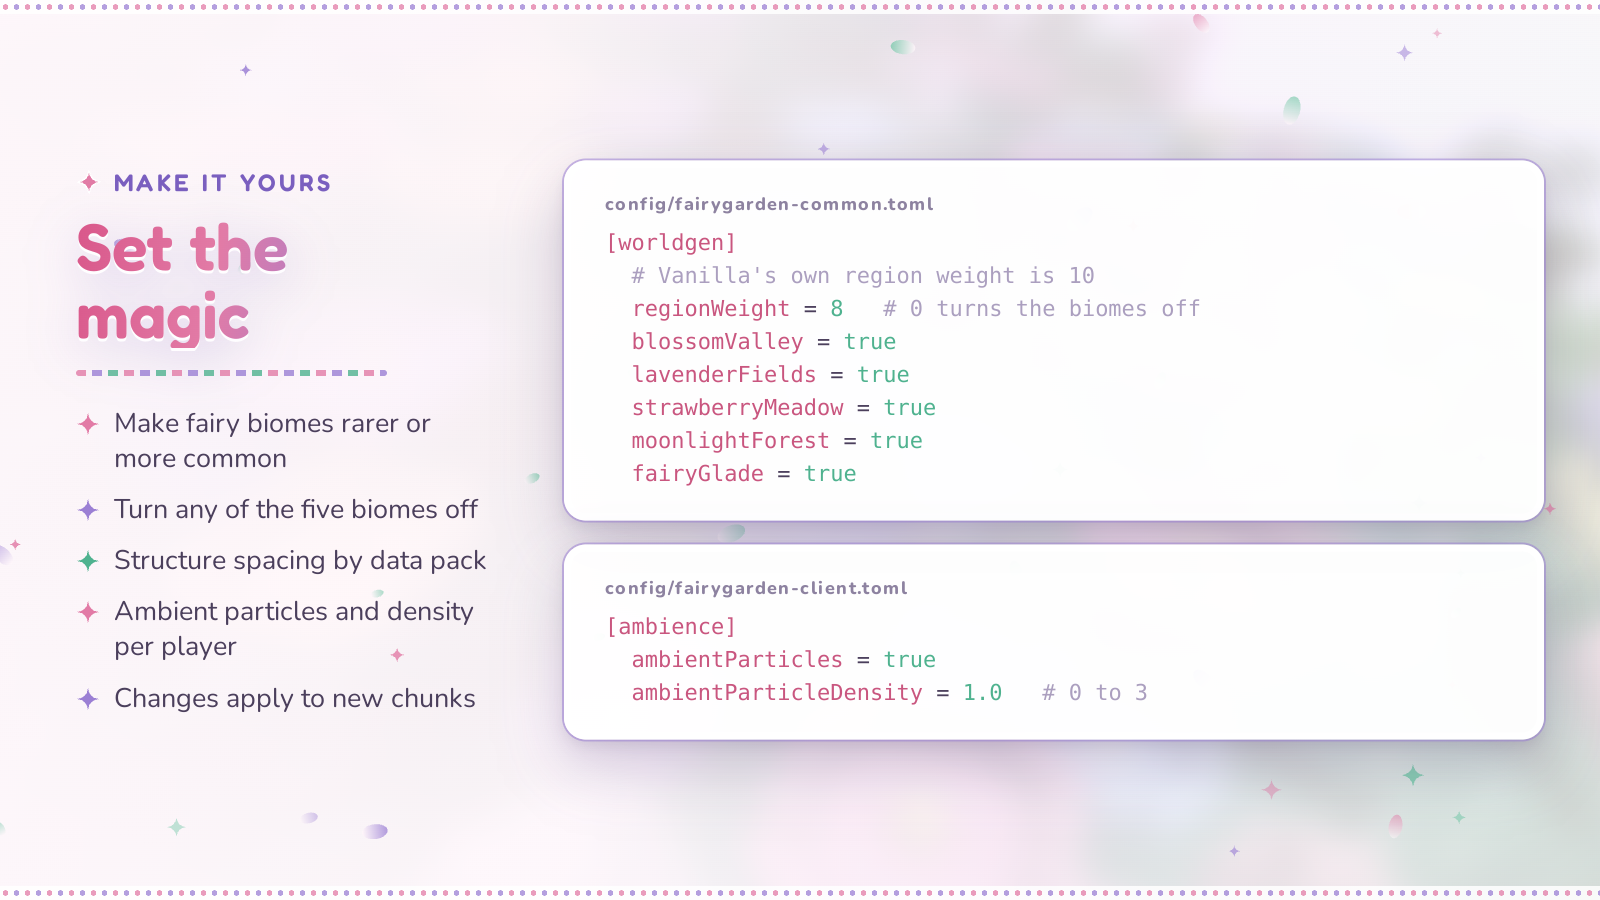 MAKE IT YOURS
Set the
magic
Make fairy biomes rarer or
more common
Turn any of the five biomes off
Structure spacing by data pack
Ambient particles and density
per player
Changes apply to new chunks
config/fairygarden-common.toml
[worldgen]
  # Vanilla's own region weight is 10
  regionWeight = 8   # 0 turns the biomes off
  blossomValley = true
  lavenderFields = true
  strawberryMeadow = true
  moonlightForest = true
  fairyGlade = true
config/fairygarden-client.toml
[ambience]
  ambientParticles = true
  ambientParticleDensity = 1.0   # 0 to 3